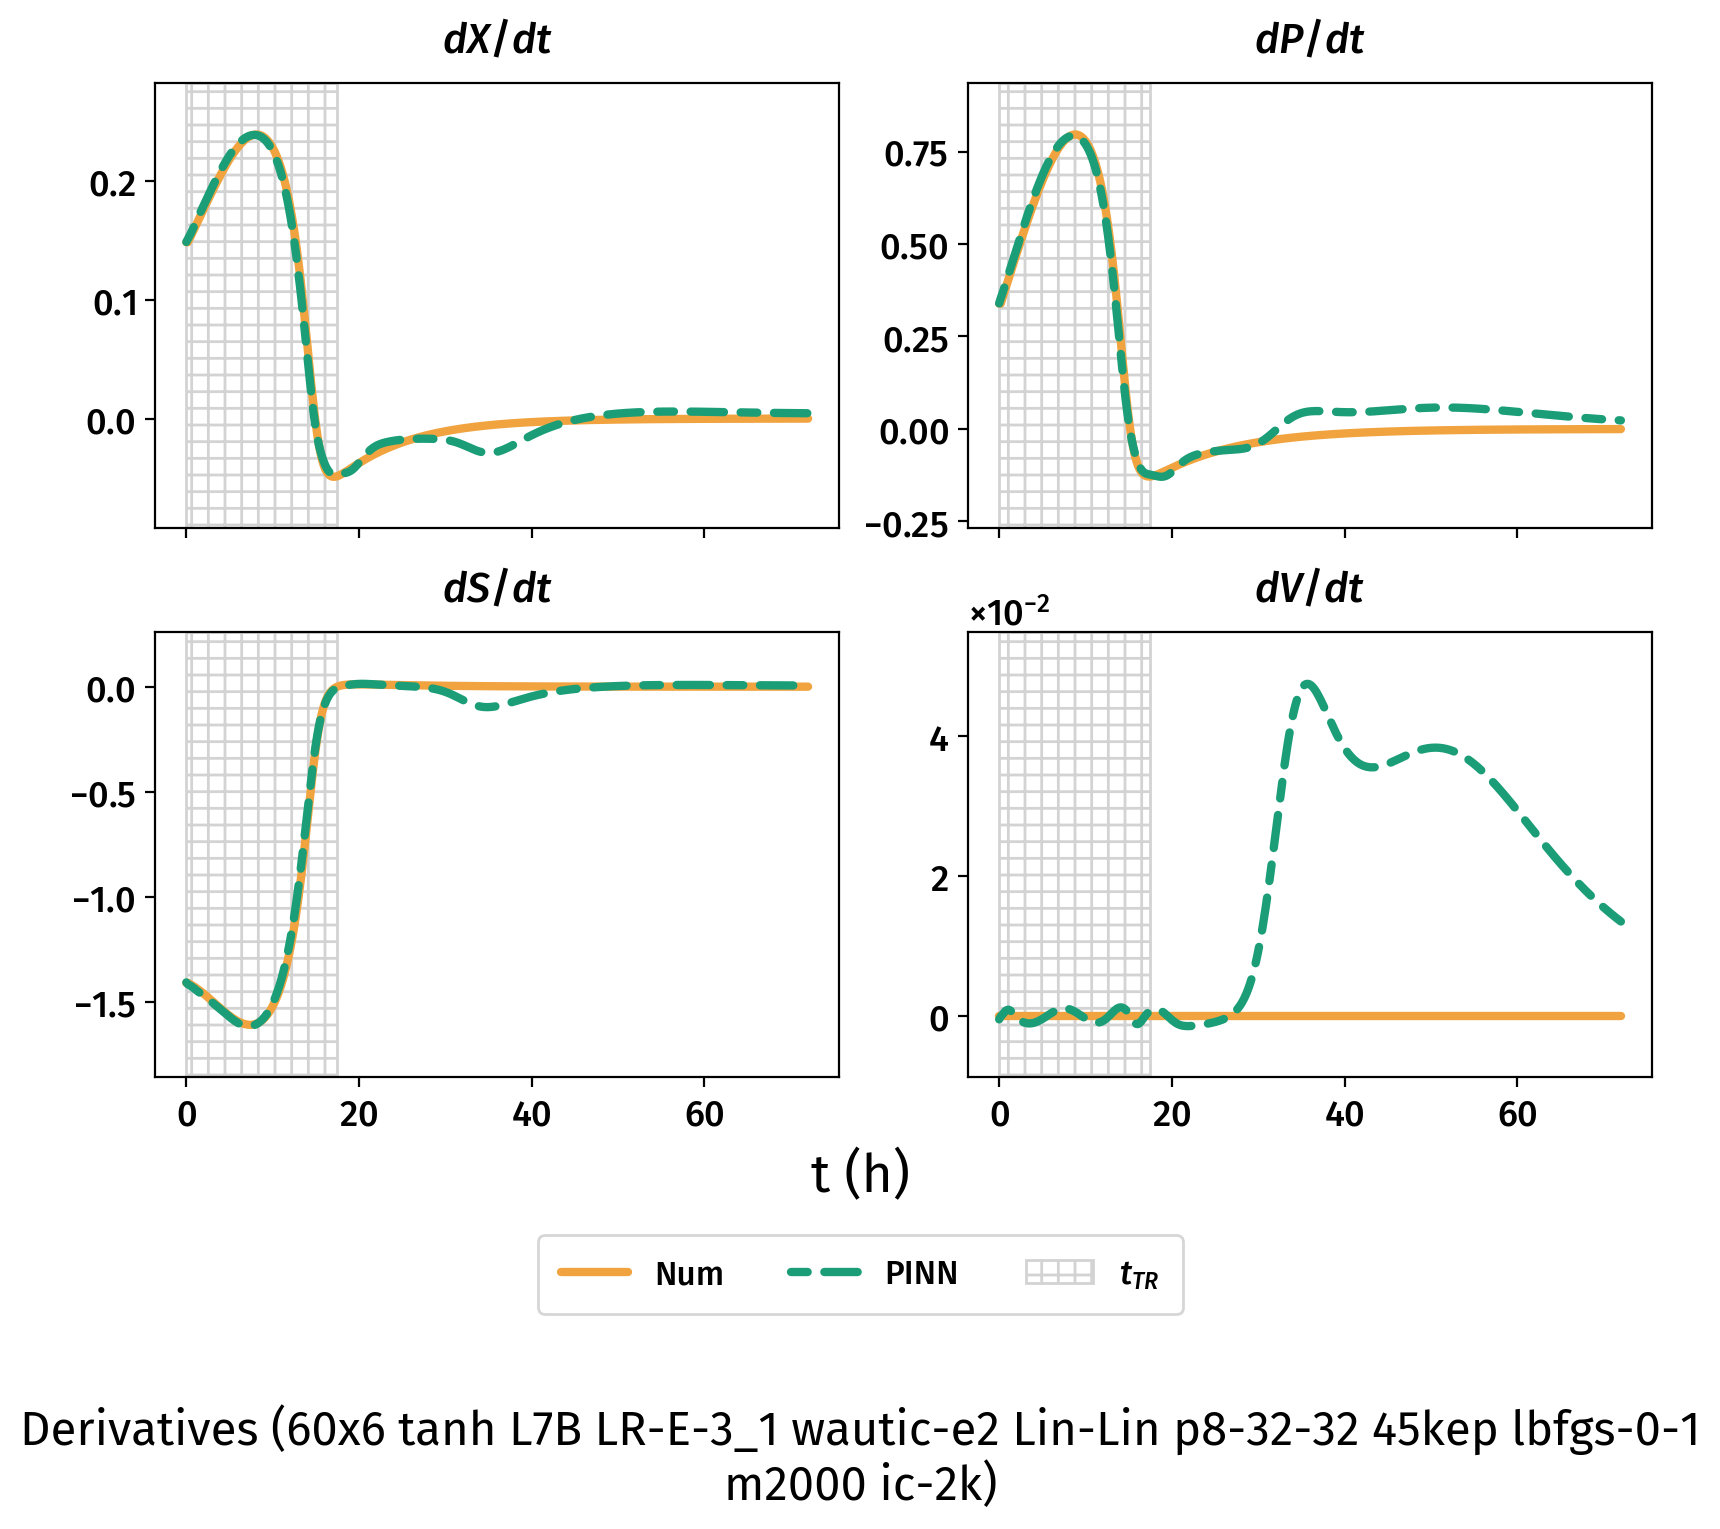 dX/dt
dP/dt
0.2
0.1
0.0
0.75
0.50
0.25
0.00
−0.25
dS/dt
dV/dt
×10⁻²
0.0
−0.5
−1.0
−1.5
4
2
0
0 20 40 60
0 20 40 60
t (h)
Num PINN t_TR
Derivatives (60x6 tanh L7B LR-E-3_1 wautic-e2 Lin-Lin p8-32-32 45kep lbfgs-0-1
m2000 ic-2k)